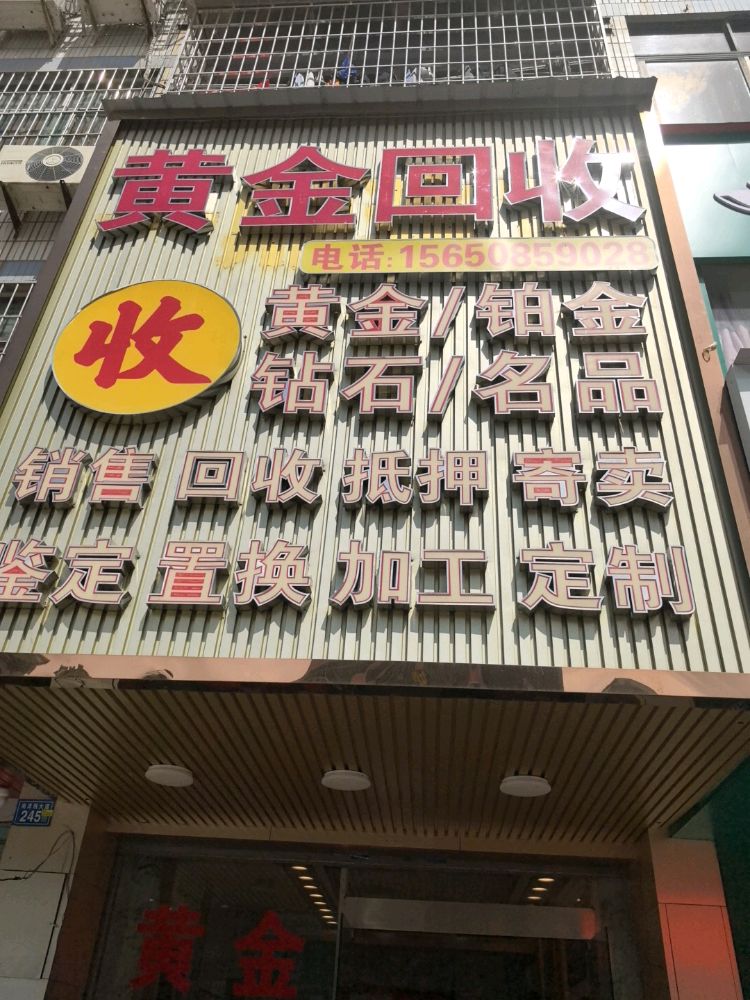 黄金回收
电话:15650859028
收
黄金/铂金
钻石/名品
销售 回收 抵押 寄卖
鉴定 置换 加工 定制
245
黄金